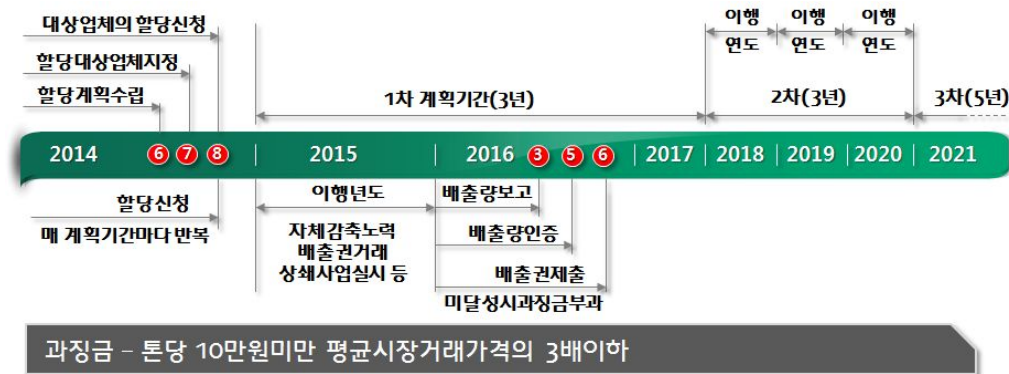 대상업체의 할당신청
할당대상업체지정
할당계획수립
이행 이행 이행
연도 연도 연도
1차 계획기간(3년)
2차(3년)
3차(5년)
2014 6 7 8 2015 2016 3 5 6 2017 2018 2019 2020 2021
할당신청
매 계획기간마다 반복
이행년도
자체감축노력
배출권거래
상쇄사업실시 등
배출량보고
배출량인증
배출권제출
미달성시과징금부과
과징금 – 톤당 10만원미만 평균시장거래가격의 3배이하